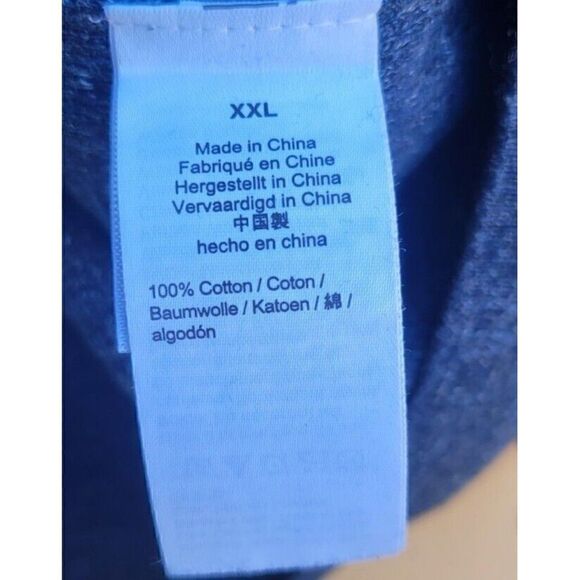 XXL
Made in China
Fabriqué en Chine
Hergestellt in China
Vervaardigd in China
中国製
hecho en china
100% Cotton / Coton /
Baumwolle / Katoen / 綿 /
algodón